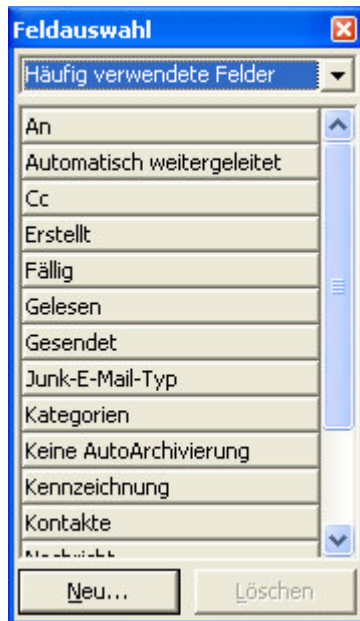 Feldauswahl
Häufig verwendete Felder
An
Automatisch weitergeleitet
Cc
Erstellt
Fällig
Gelesen
Gesendet
Junk-E-Mail-Typ
Kategorien
Keine AutoArchivierung
Kennzeichnung
Kontakte
Neu...
Löschen